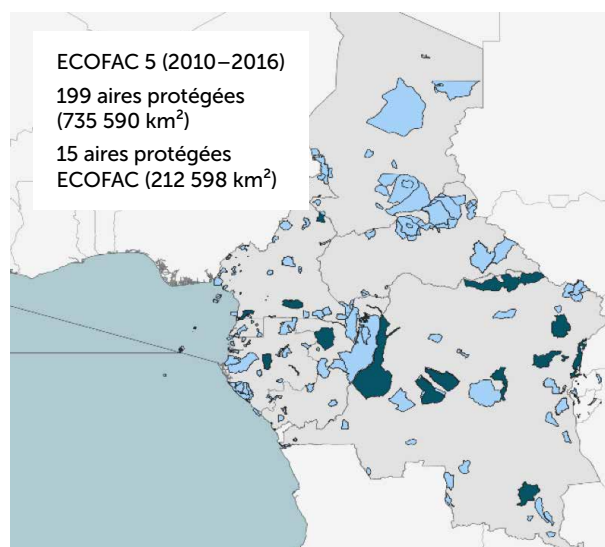 ECOFAC 5 (2010–2016)
199 aires protégées
(735 590 km²)
15 aires protégées
ECOFAC (212 598 km²)